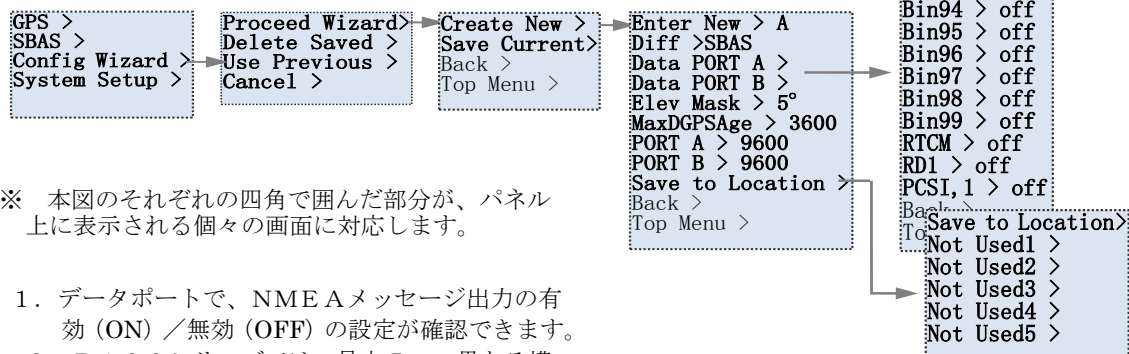 GPS >
SBAS >
Config Wizard >
System Setup >
Proceed Wizard>
Delete Saved >
Use Previous >
Cancel >
Create New >
Save Current>
Back >
Top Menu >
Enter New > A
Diff >SBAS
Data PORT A >
Data PORT B >
Elev Mask > 5°
MaxDGPSAge > 3600
PORT A > 9600
PORT B > 9600
Save to Location >
Back >
Top Menu >
Bin94 > off
Bin95 > off
Bin96 > off
Bin97 > off
Bin98 > off
Bin99 > off
RTCM > off
RD1 > off
PCSI,1 > off
Save to Location>
Not Used1 >
Not Used2 >
Not Used3 >
Not Used4 >
Not Used5 >
※ 本図のそれぞれの四角で囲んだ部分が、パネル
上に表示される個々の画面に対応します。
1．データポートで、NMEAメッセージ出力の有
効（ON）／無効（OFF）の設定が確認できます。